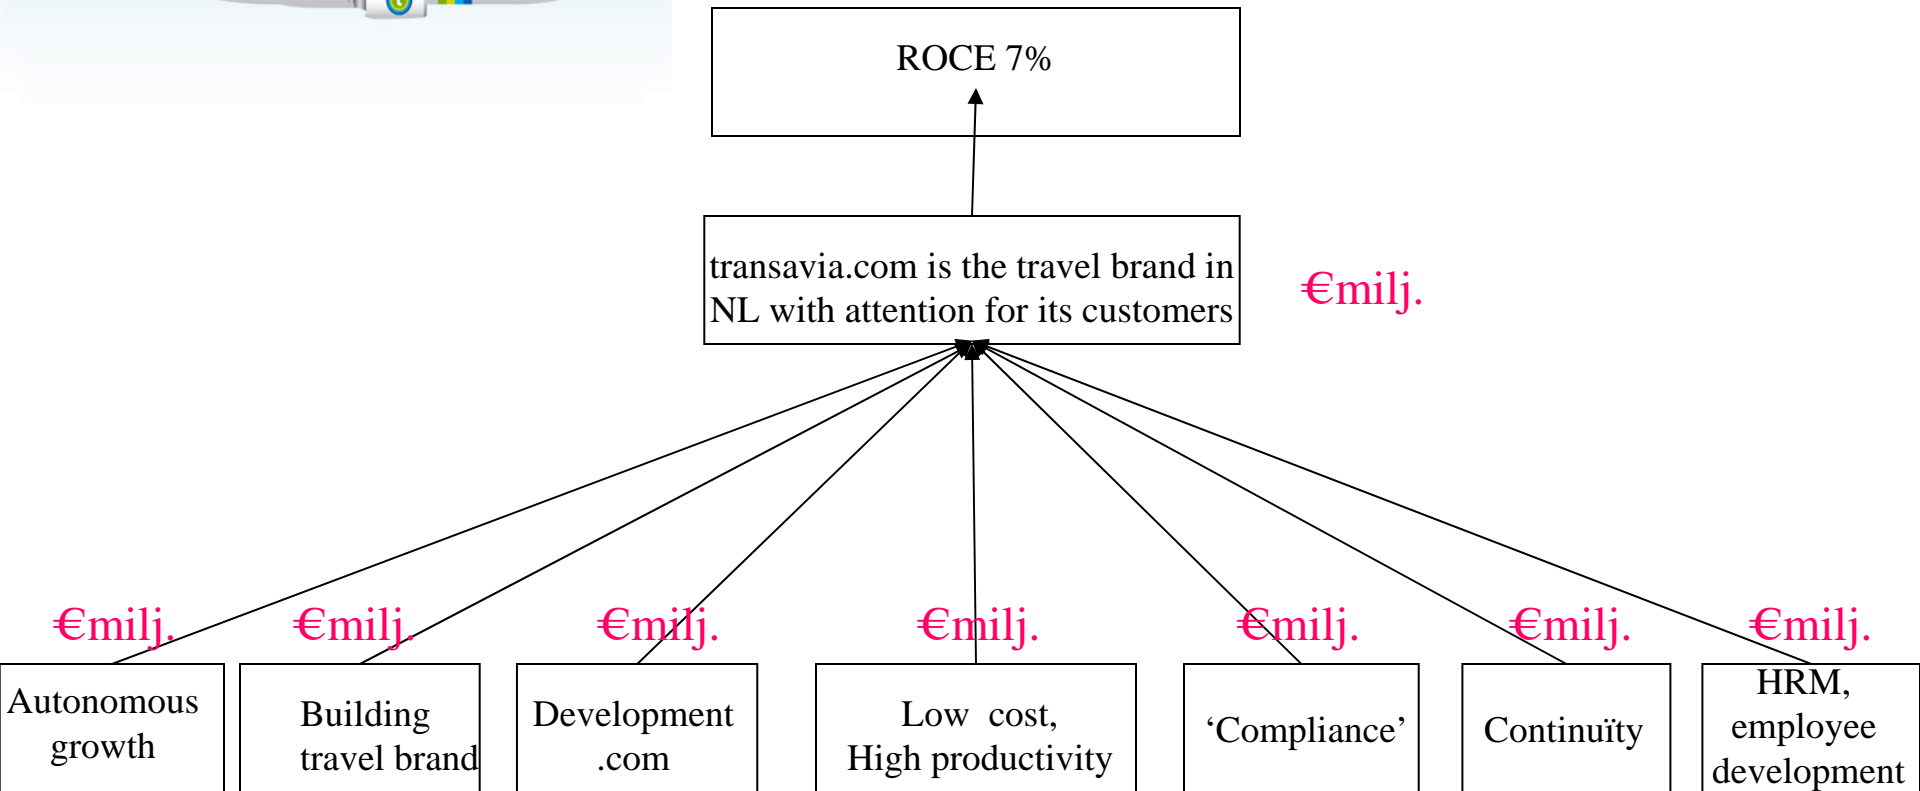 ROCE 7%
transavia.com is the travel brand in
NL with attention for its customers
€milj.
€milj.
€milj.
€milj.
€milj.
€milj.
€milj.
€milj.
Autonomous
growth
Building
travel brand
Development
.com
Low cost,
High productivity
‘Compliance’
Continuïty
HRM,
employee
development